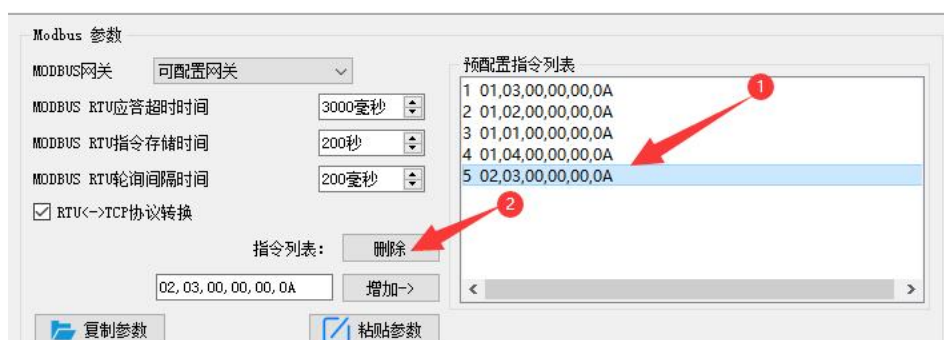 Modbus 参数
MODBUS网关 可配置网关
MODBUS RTU应答超时时间 3000毫秒
MODBUS RTU指令存储时间 200秒
MODBUS RTU轮询间隔时间 200毫秒
RTU<->TCP协议转换
指令列表： 删除
02,03,00,00,00,0A 增加->
复制参数 粘贴参数
预配置指令列表
1 01,03,00,00,00,0A
2 01,02,00,00,00,0A
3 01,01,00,00,00,0A
4 01,04,00,00,00,0A
5 02,03,00,00,00,0A
1
2